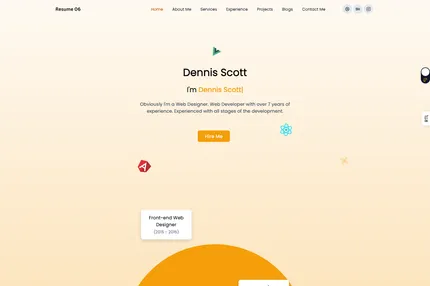 Resume 06
Home
About Me
Services
Experience
Projects
Blogs
Contact Me
Dennis Scott
I'm Dennis Scott|
Obviously I'm a Web Designer. Web Developer with over 7 years of
experience. Experienced with all stages of the development.
Hire Me
Front-end Web
Designer